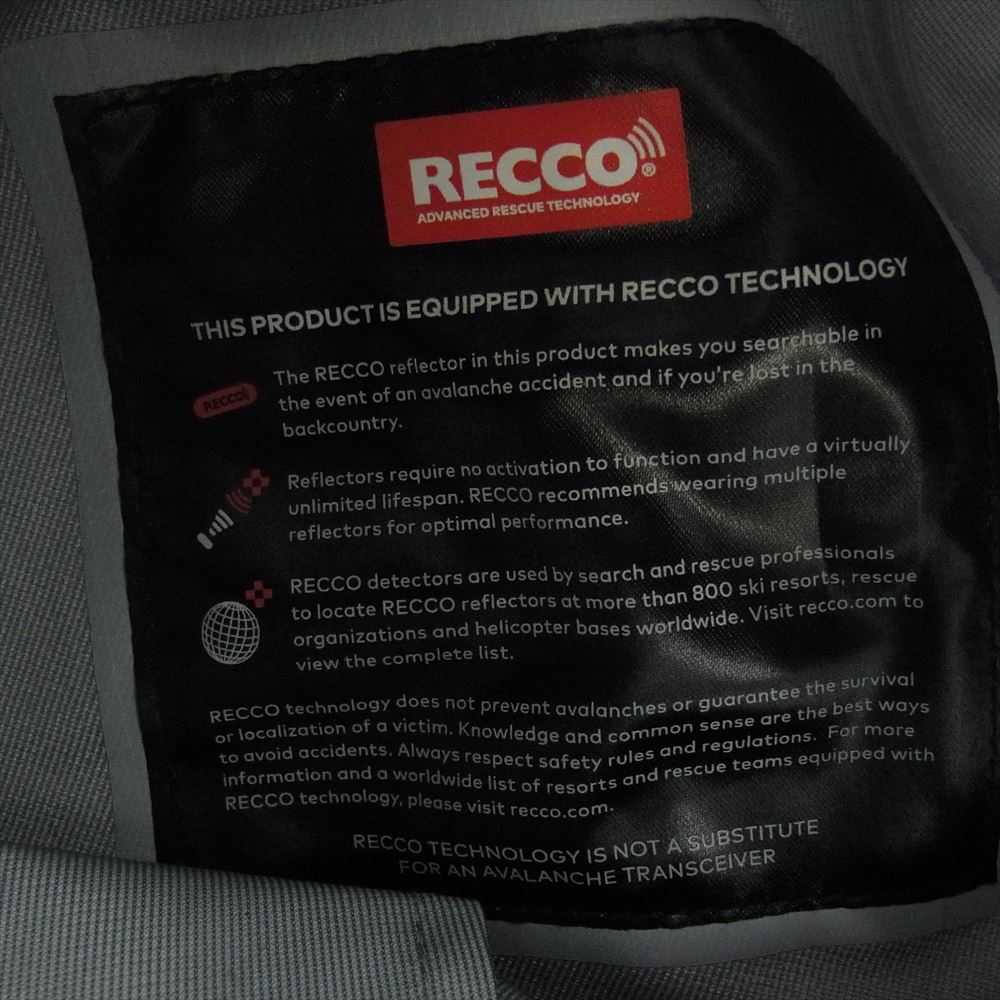 RECCO®
ADVANCED RESCUE TECHNOLOGY
THIS PRODUCT IS EQUIPPED WITH RECCO TECHNOLOGY
The RECCO reflector in this product makes you searchable in
the event of an avalanche accident and if you're lost in the
backcountry.
RECCO
Reflectors require no activation to function and have a virtually
unlimited lifespan. RECCO recommends wearing multiple
reflectors for optimal performance.
RECCO detectors are used by search and rescue professionals
to locate RECCO reflectors at more than 800 ski resorts, rescue
organizations and helicopter bases worldwide. Visit recco.com to
view the complete list.
RECCO technology does not prevent avalanches or guarantee the survival
or localization of a victim. Knowledge and common sense are the best ways
to avoid accidents. Always respect safety rules and regulations. For more
information and a worldwide list of resorts and rescue teams equipped with
RECCO technology, please visit recco.com.
RECCO TECHNOLOGY IS NOT A SUBSTITUTE
FOR AN AVALANCHE TRANSCEIVER